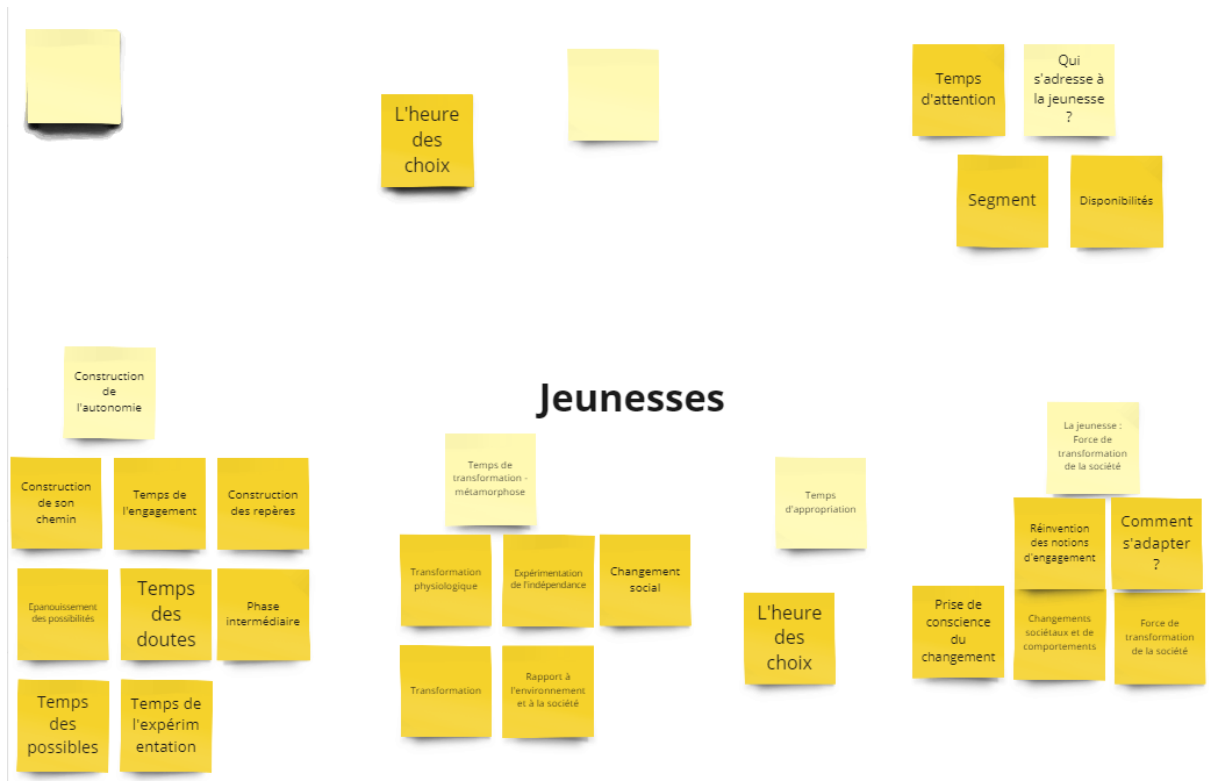 L'heure
des
choix
Temps
d'attention
Qui
s'adresse à
la jeunesse
?
Segment
Disponibilités
Jeunesses
Construction
de
l'autonomie
Construction
de son
chemin
Temps de
l'engagement
Construction
des repères
Epanouissement
des possibilités
Temps
des
doutes
Phase
intermédiaire
Temps
des
possibles
Temps de
l'expérim
entation
Temps de
transformation -
métamorphose
Transformation
physiologique
Expérimentation
de l'indépendance
Changement
social
Transformation
Rapport à
l'environnement
et à la société
Temps
d'appropriation
L'heure
des
choix
La jeunesse :
Force de
transformation
de la société
Réinvention
des notions
d'engagement
Comment
s'adapter
?
Prise de
conscience
du
changement
Changements
sociétaux et de
comportements
Force de
transformation
de la société